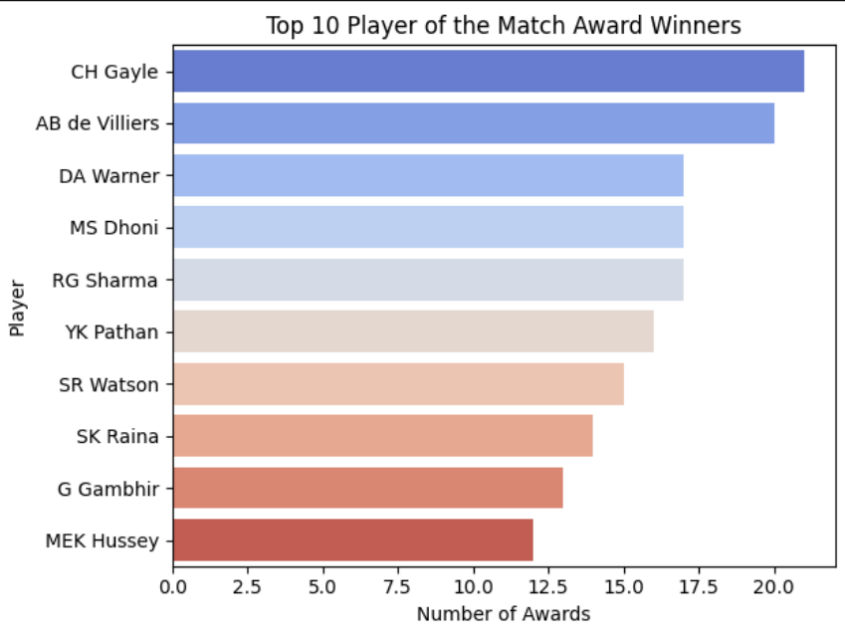 Top 10 Player of the Match Award Winners
CH Gayle
AB de Villiers
DA Warner
MS Dhoni
RG Sharma
YK Pathan
SR Watson
SK Raina
G Gambhir
MEK Hussey
Player
0.0 2.5 5.0 7.5 10.0 12.5 15.0 17.5 20.0
Number of Awards